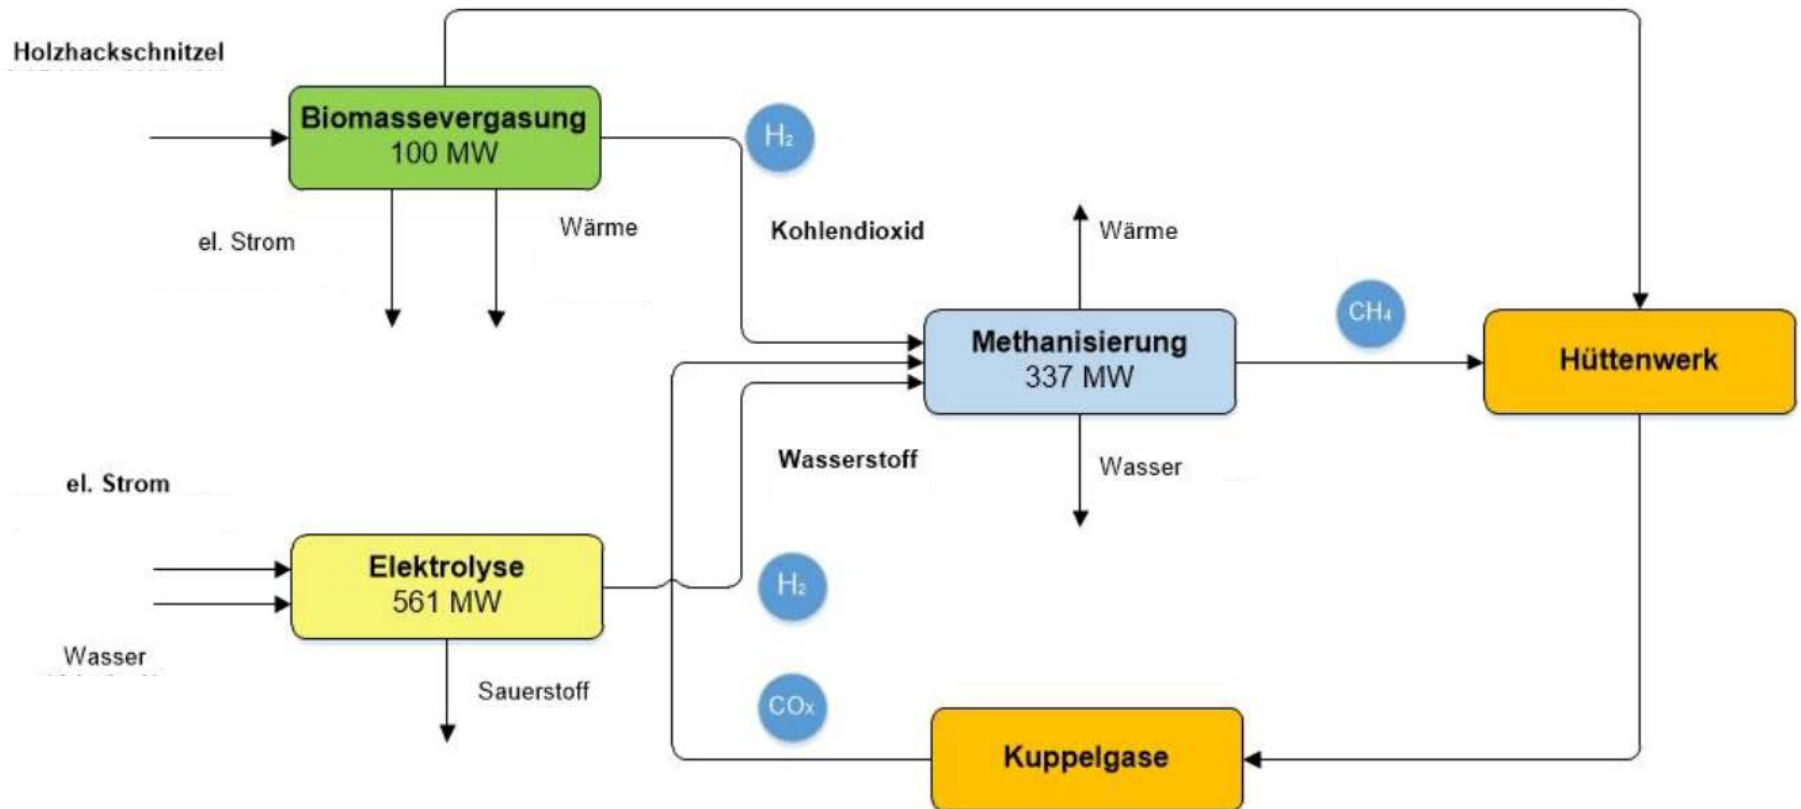 Holzhackschnitzel
Biomassevergasung
100 MW
H₂
el. Strom
Wärme
Kohlendioxid
Wärme
CH₄
Methanisierung
337 MW
Hüttenwerk
Wasserstoff
Wasser
el. Strom
Elektrolyse
561 MW
H₂
Wasser
Sauerstoff
COₓ
Kuppelgase